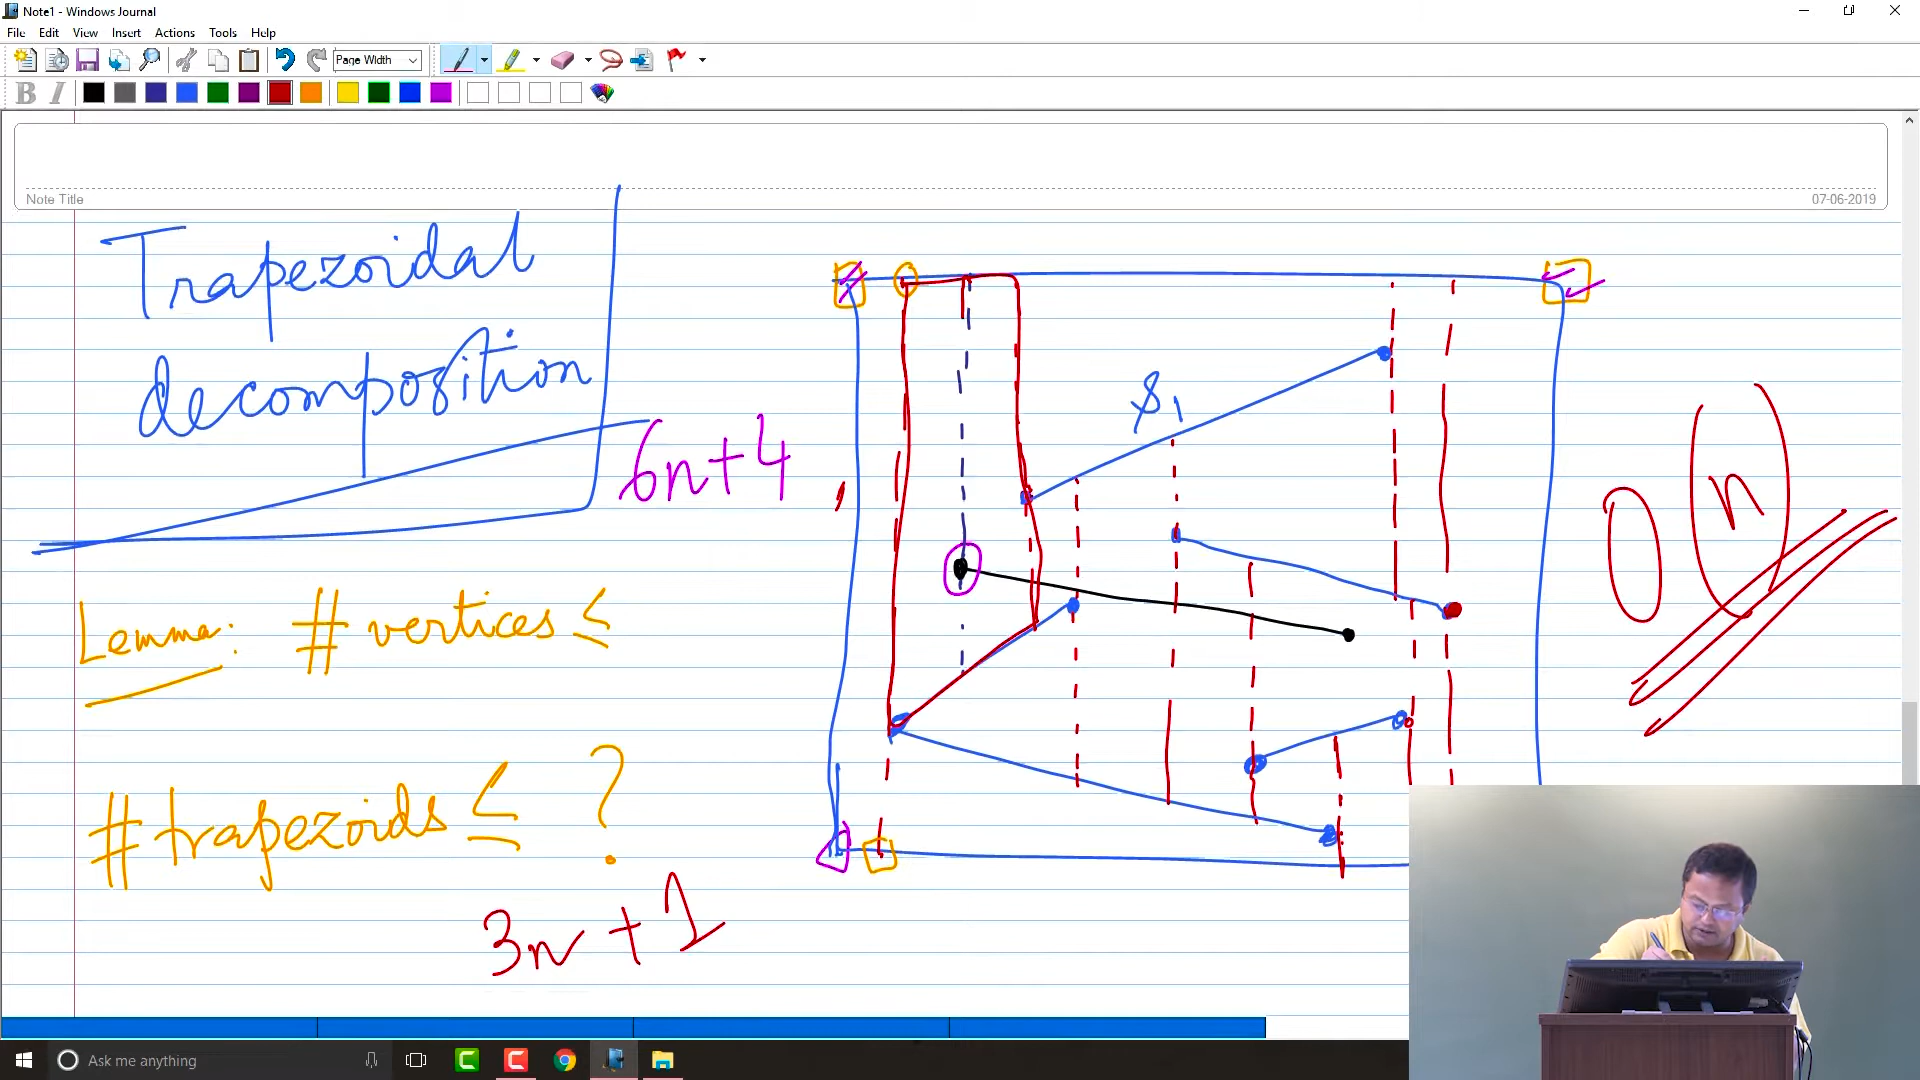 Note1 - Windows Journal
File Edit View Insert Actions Tools Help
Page Width
B I
Note Title
07-06-2019
Trapezoidal
decomposition
6n+4
Lemma: # vertices ≤
#trapezoids ≤ ?
3n + 1
s₁
O(n)
Ask me anything